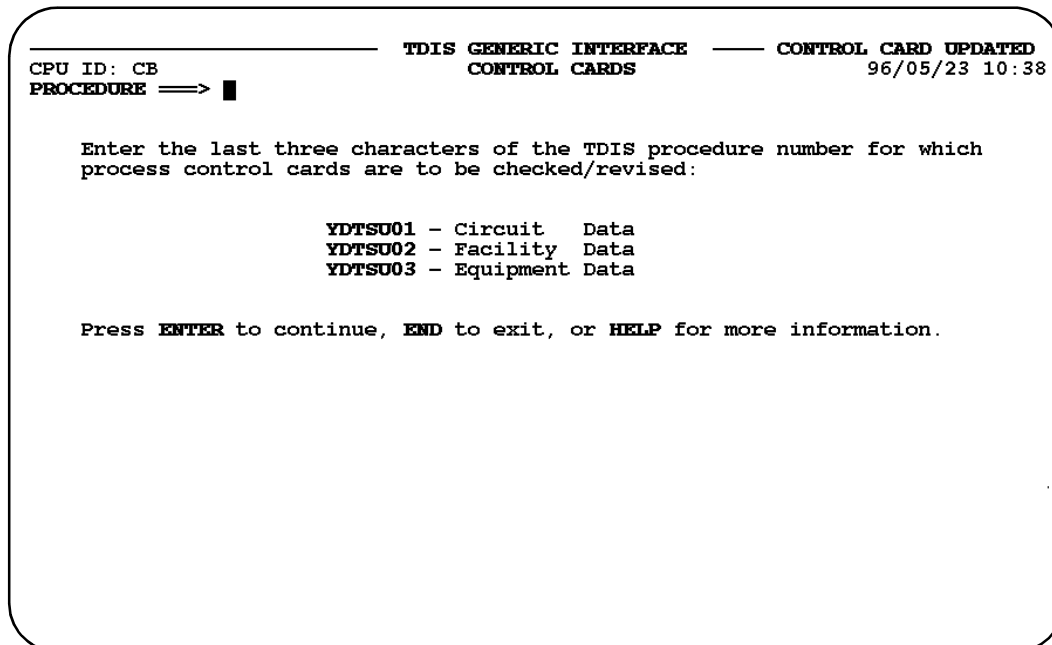 TDIS GENERIC INTERFACE —— CONTROL CARD UPDATED
CPU ID: CB CONTROL CARDS 96/05/23 10:38
PROCEDURE ===>
Enter the last three characters of the TDIS procedure number for which
process control cards are to be checked/revised:
YDTSU01 – Circuit Data
YDTSU02 – Facility Data
YDTSU03 – Equipment Data
Press ENTER to continue, END to exit, or HELP for more information.